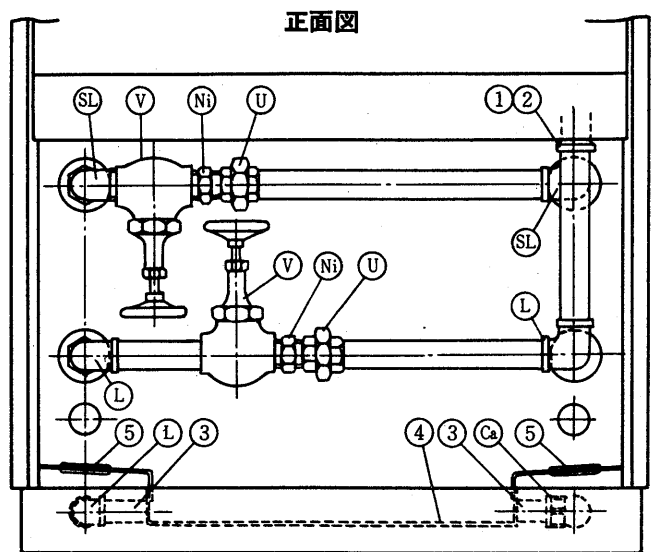 正面図
SL V Ni U 1 2
SL
V Ni U
L
L
5 L 3 4 3 Ca 5